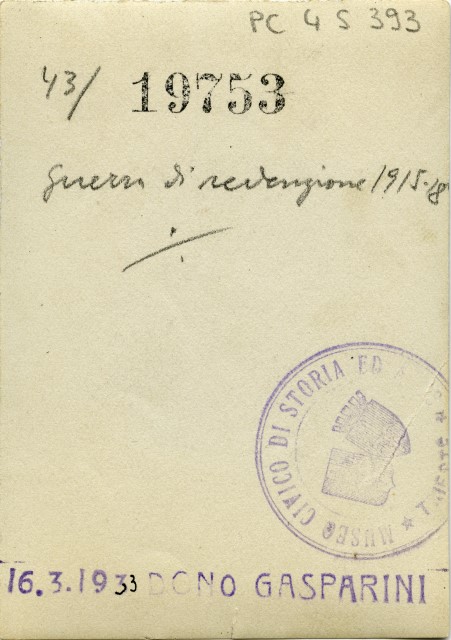 PC 4 S 393
43/ 19753
Guerra di redenzione 1915-18
MUSEO CIVICO DI STORIA ED
16.3.1933 DONO GASPARINI